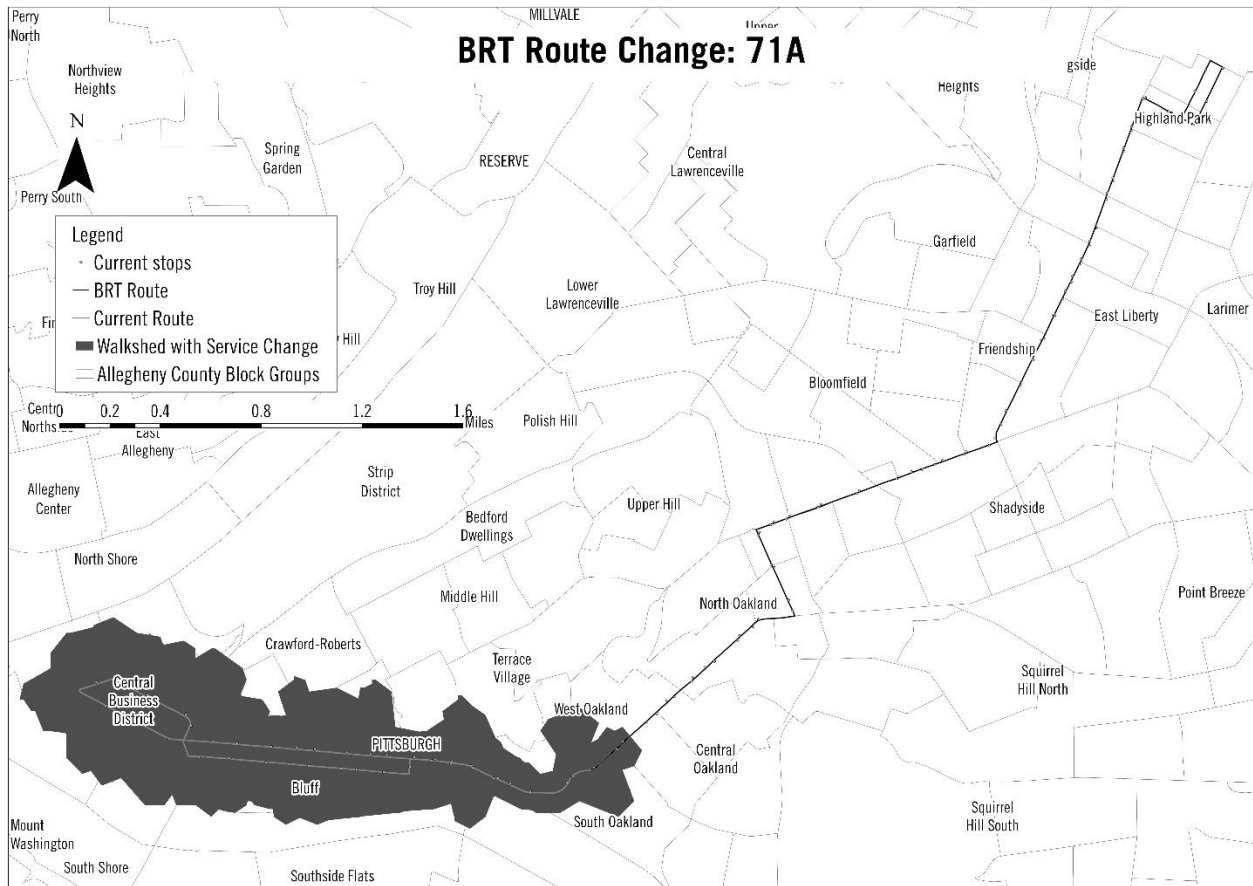 Perry
North
MILLVALE
Upper
BRT Route Change: 71A
Northview
Heights
gside
Heights
Highland Park
N
Spring
Garden
RESERVE
Central
Lawrenceville
Perry South
Legend
Current stops
BRT Route
Current Route
Walkshed with Service Change
Allegheny County Block Groups
Garfield
Troy Hill
Lower
Lawrenceville
East Liberty
Larimer
Fin
y Hill
Friendship
Bloomfield
0 0.2 0.4 0.8 1.2 1.6
Miles
Centr
Northside
East
Allegheny
Polish Hill
Strip
District
Allegheny
Center
Upper Hill
Shadyside
Bedford
Dwellings
North Shore
Middle Hill
North Oakland
Point Breeze
Crawford-Roberts
Terrace
Village
Squirrel
Hill North
Central
Business
District
West Oakland
PITTSBURGH
Central
Oakland
Bluff
South Oakland
Squirrel
Hill South
Mount
Washington
South Shore
Southside Flats